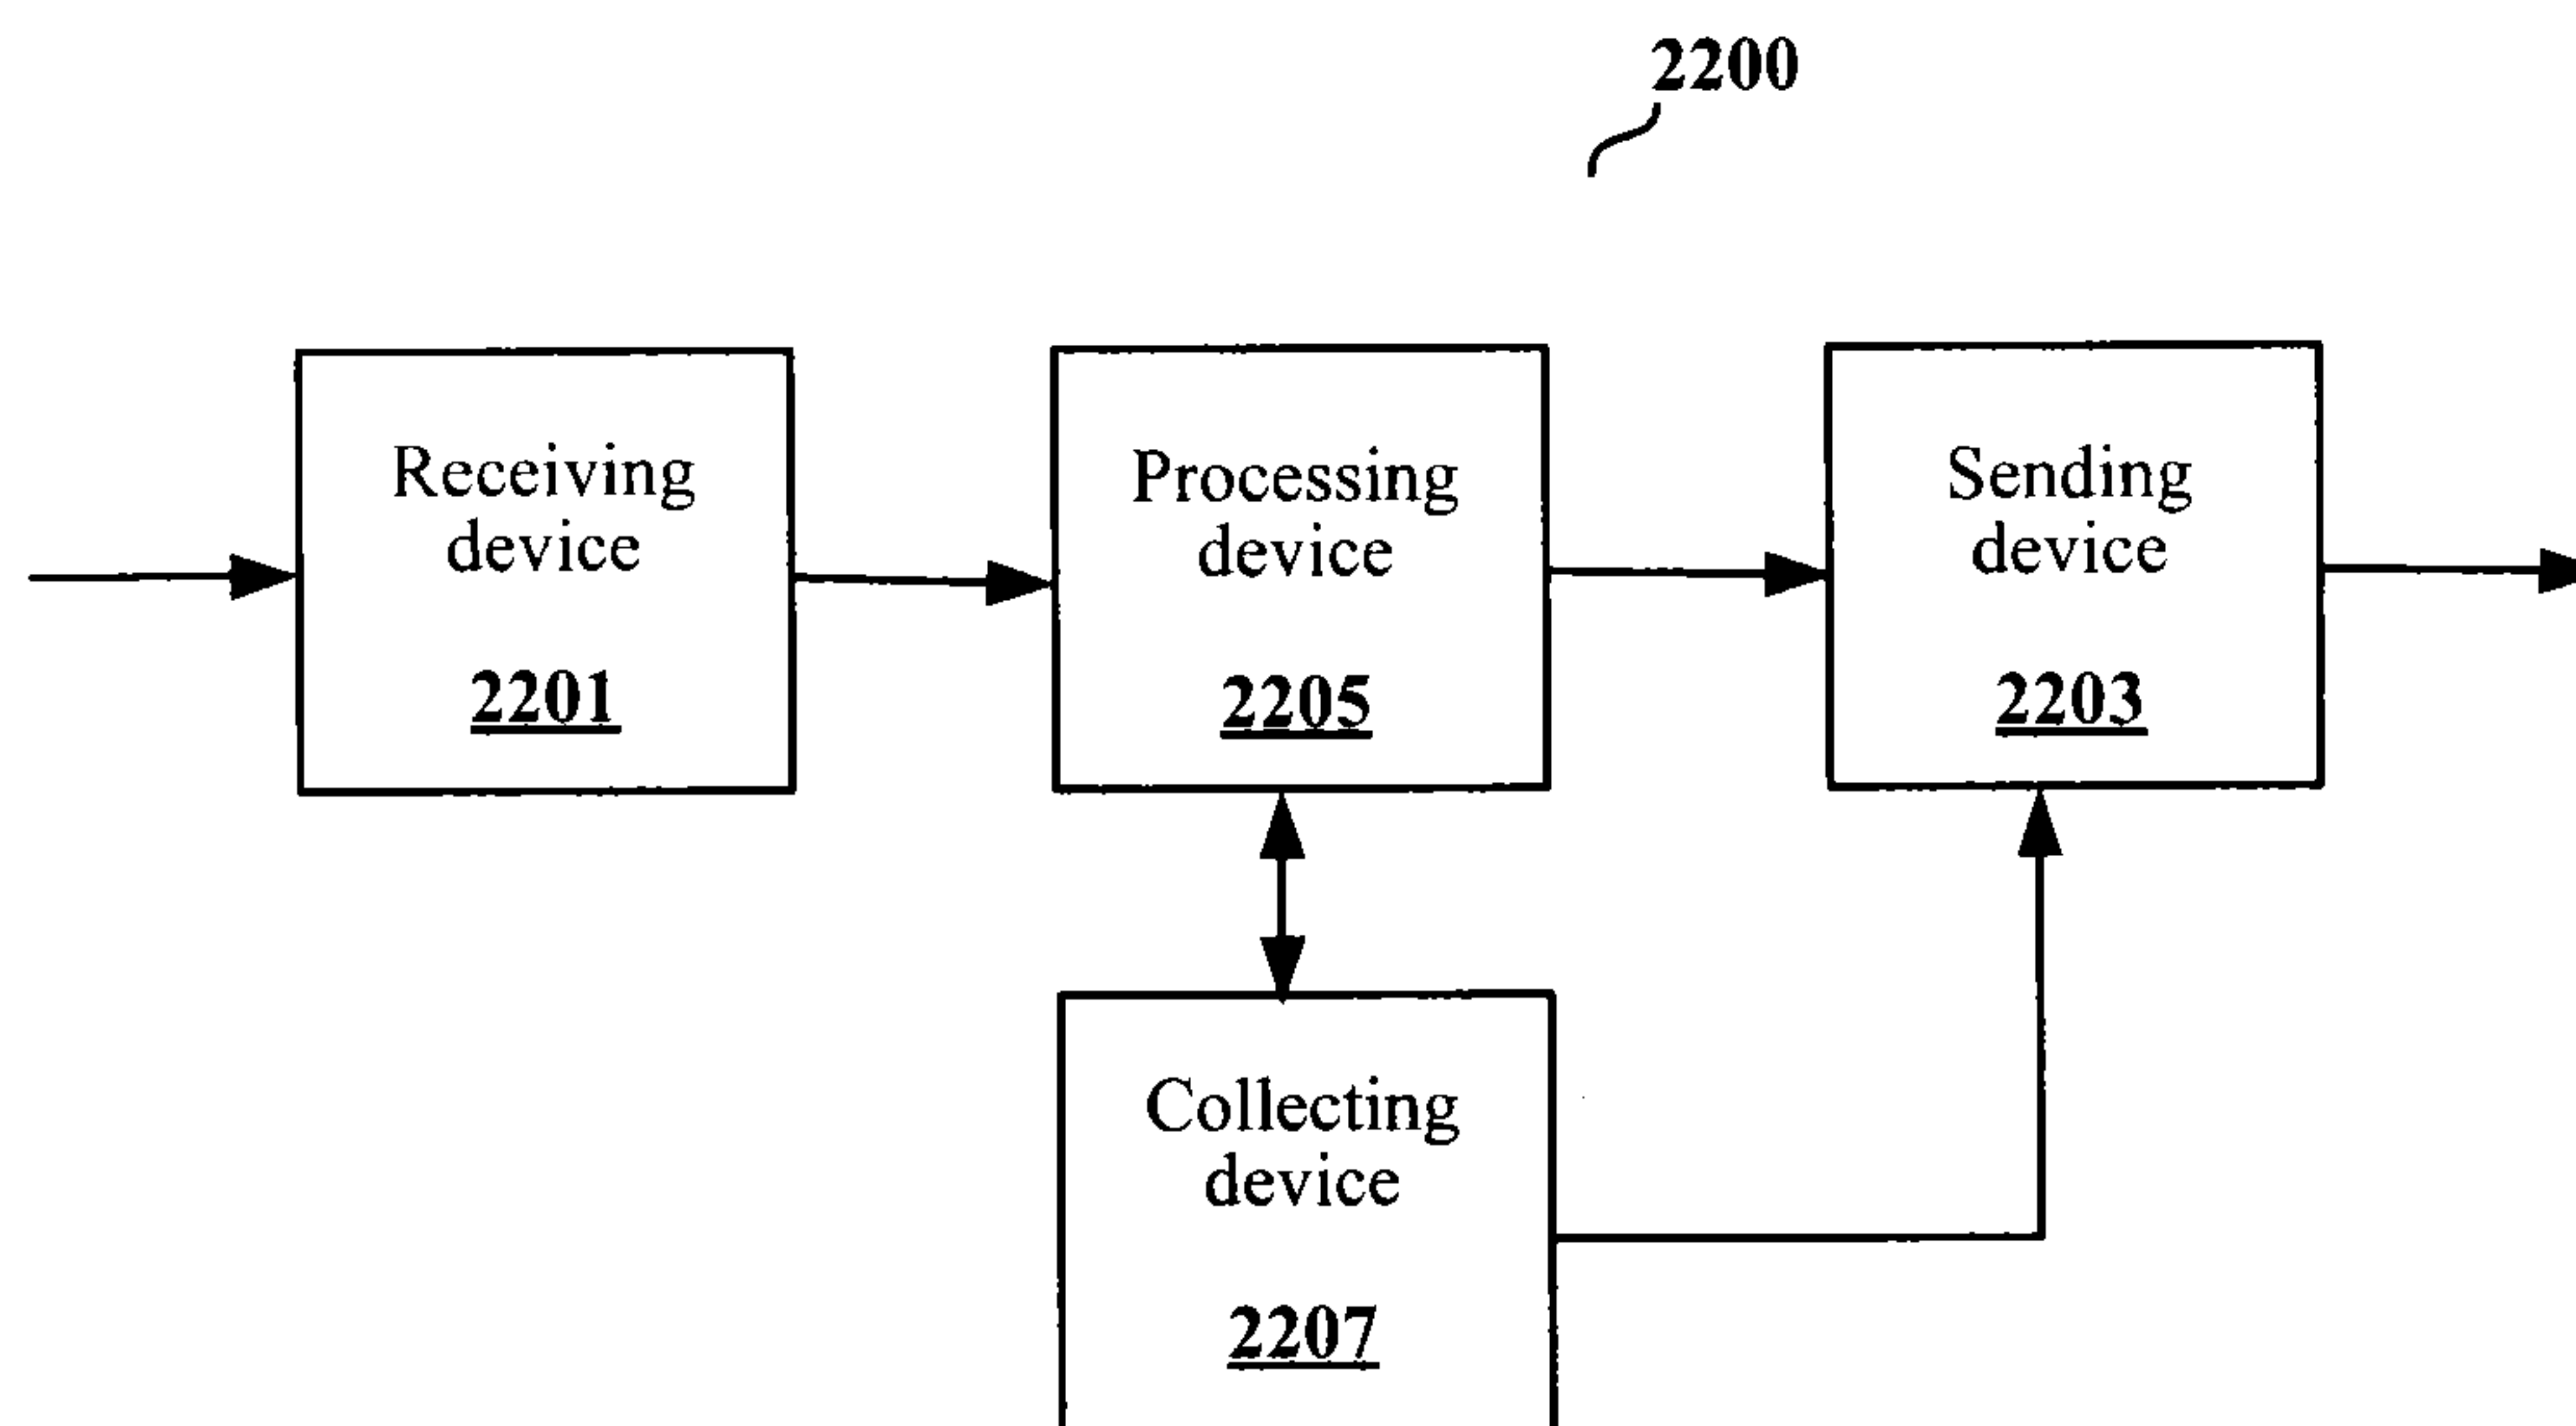 2200
Receiving
device
2201
Processing
device
2205
Sending
device
2203
Collecting
device
2207